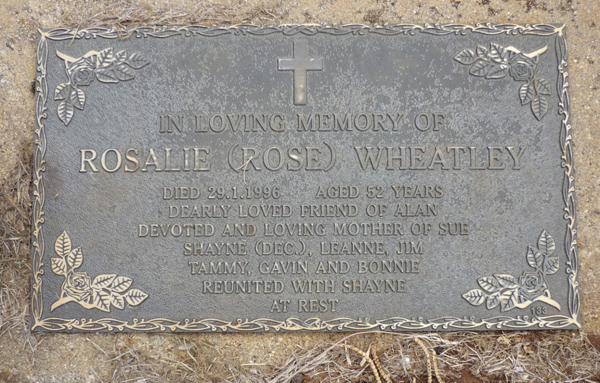 IN LOVING MEMORY OF
ROSALIE (ROSE) WHEATLEY
DIED 29.1.1996 AGED 52 YEARS
DEARLY LOVED FRIEND OF ALAN
DEVOTED AND LOVING MOTHER OF SUE
SHAYNE (DEC.), LEANNE, JIM
TAMMY, GAVIN AND BONNIE
REUNITED WITH SHAYNE
AT REST